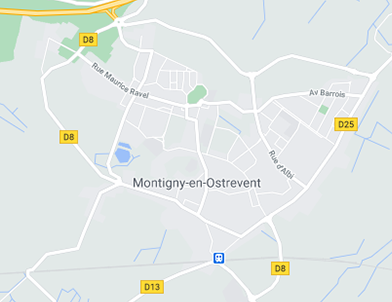 D8
Rue Maurice Ravel
Av Barrois
D25
D8
Rue d'Albi
Montigny-en-Ostrevent
D8
D13